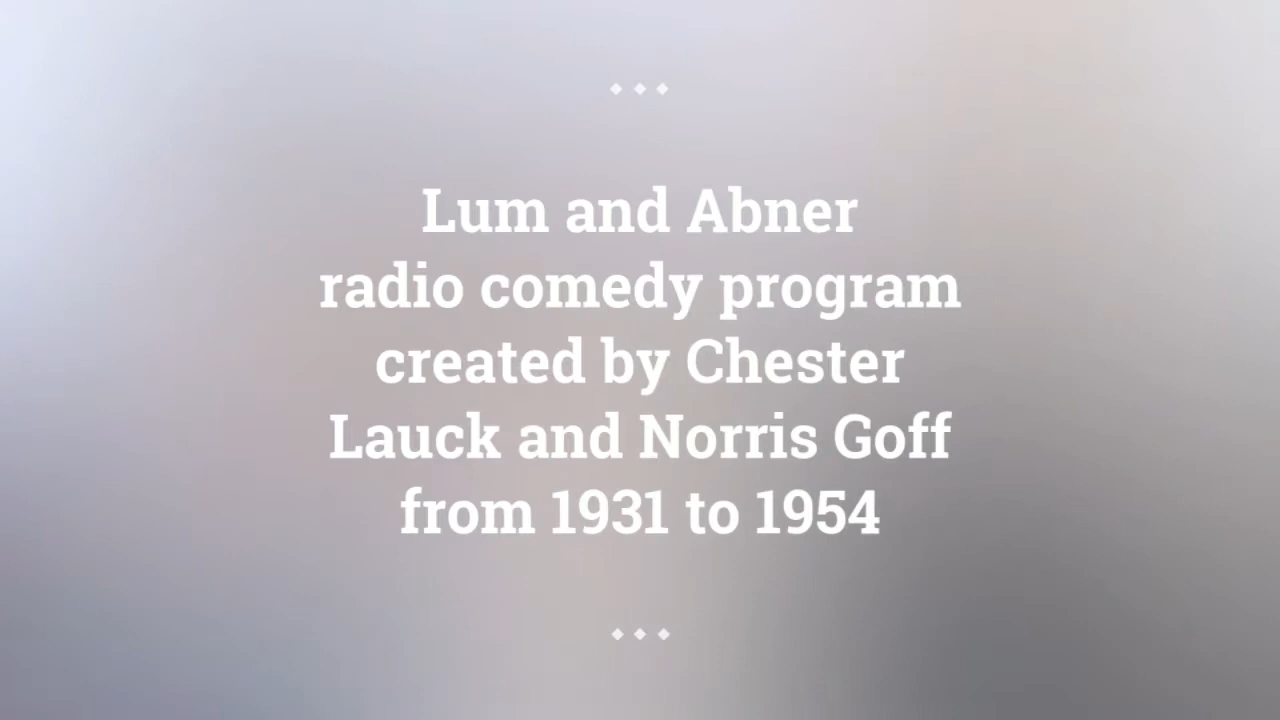 Lum and Abner
radio comedy program
created by Chester
Lauck and Norris Goff
from 1931 to 1954